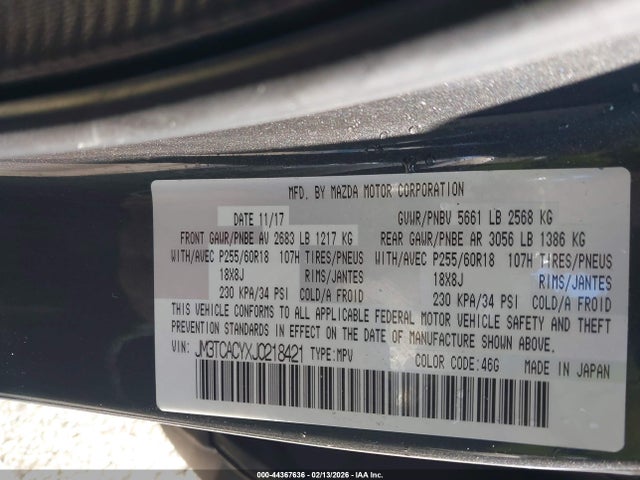 MFD. BY MAZDA MOTOR CORPORATION
DATE 11/17 GVWR/PNBV 5661 LB 2568 KG
FRONT GAWR/PNBE AV 2683 LB 1217 KG REAR GAWR/PNBE AR 3056 LB 1386 KG
WITH/AVEC P255/60R18 107H TIRES/PNEUS WITH/AVEC P255/60R18 107H TIRES/PNEUS
18X8J RIMS/JANTES 18X8J RIMS/JANTES
230 KPA/34 PSI COLD/A FROID 230 KPA/34 PSI COLD/A FROID
THIS VEHICLE CONFORMS TO ALL APPLICABLE FEDERAL MOTOR VEHICLE SAFETY AND THEFT
PREVENTION STANDARDS IN EFFECT ON THE DATE OF MANUFACTURE SHOWN ABOVE.
VIN: JM3TCACYXJ0218421 TYPE:MPV COLOR CODE:46G MADE IN JAPAN
000-44367636 - 02/13/2026 - IAA Inc.